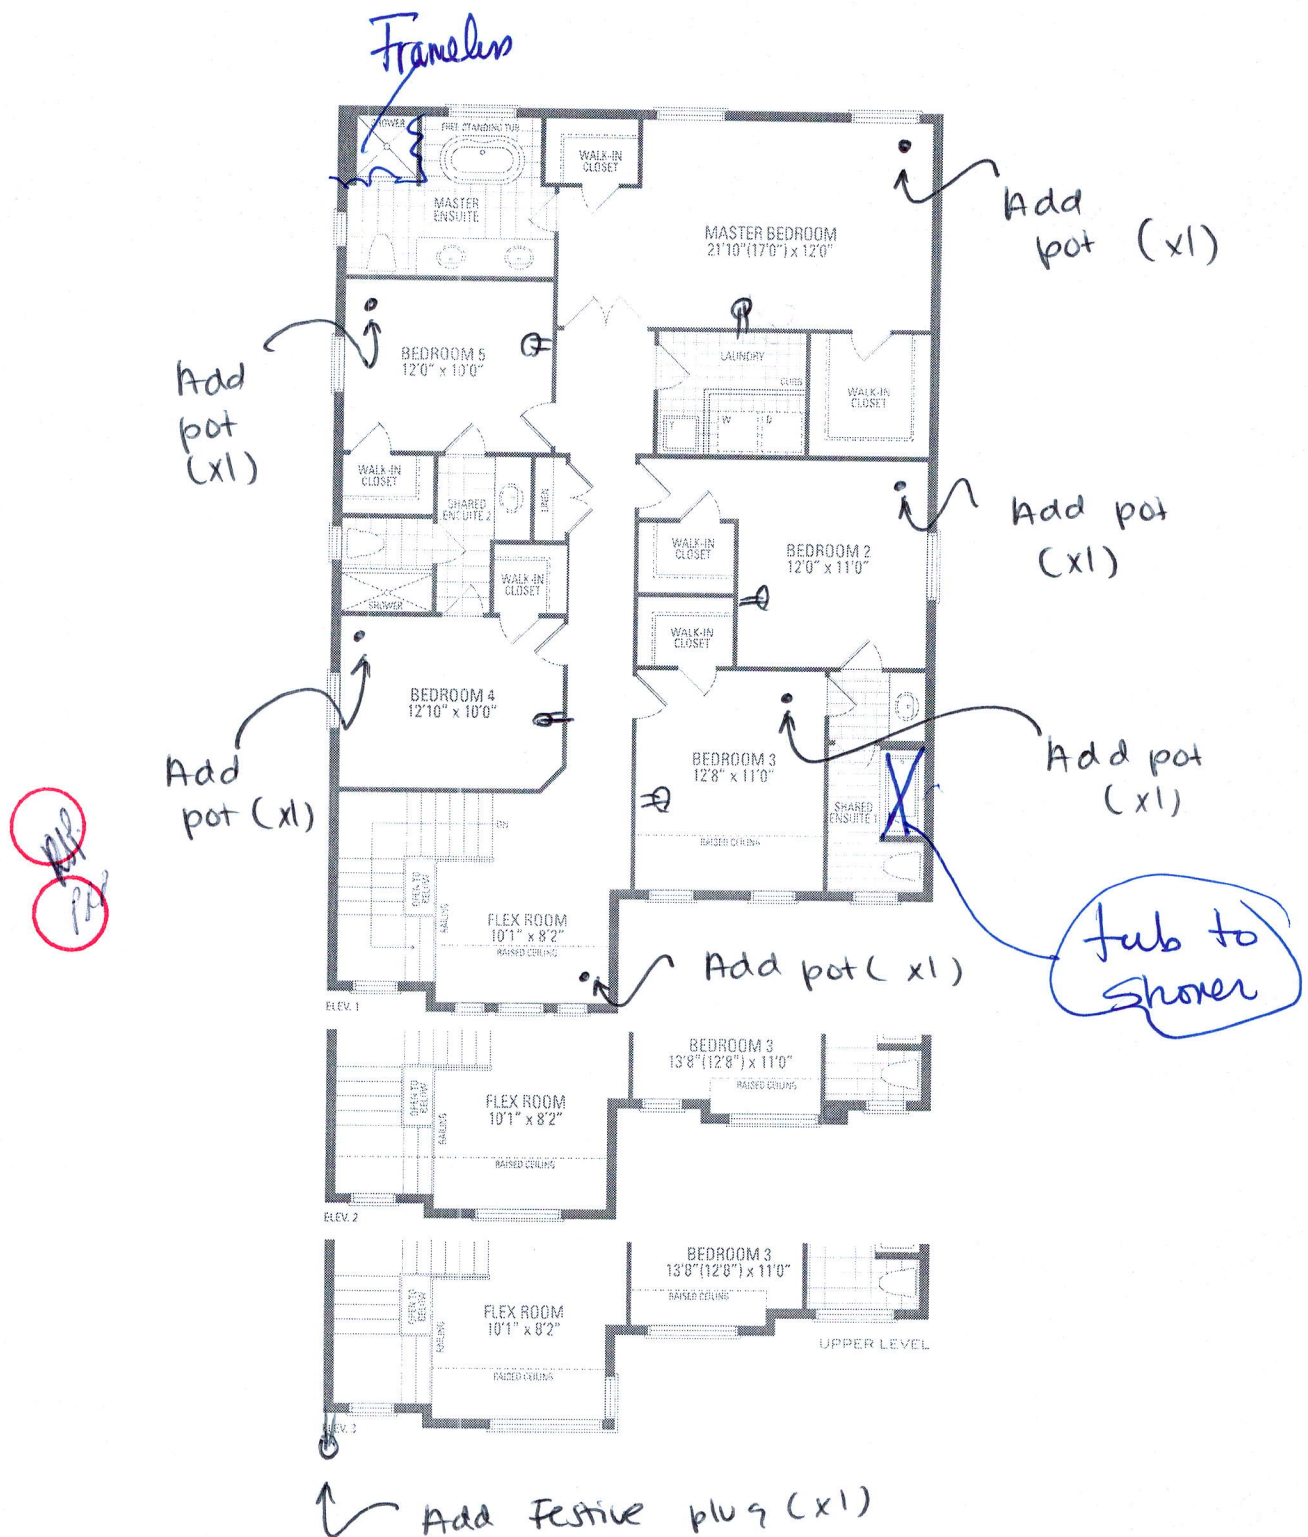 Frameless
SHOWER
FREE STANDING TUB
WALK-IN
CLOSET
MASTER
ENSUITE
MASTER BEDROOM
21'10"(17'0") x 12'0"
Add
pot (x1)
BEDROOM 5
12'0" x 10'0"
Add
pot
(x1)
LAUNDRY
CURB
W
D
WALK-IN
CLOSET
WALK-IN
CLOSET
SHARED
ENSUITE 2
LINEN
WALK-IN
CLOSET
SHOWER
WALK-IN
CLOSET
BEDROOM 2
12'0" x 11'0"
Add pot
(x1)
WALK-IN
CLOSET
BEDROOM 4
12'10" x 10'0"
Add
pot (x1)
BEDROOM 3
12'8" x 11'0"
RAISED CEILING
Add pot
(x1)
SHARED
ENSUITE 1
DN
OPEN TO
BELOW
RAILING
FLEX ROOM
10'1" x 8'2"
RAISED CEILING
Add pot (x1)
tub to
shower
ELEV. 1
BEDROOM 3
13'8"(12'8") x 11'0"
RAISED CEILING
OPEN TO
BELOW
RAILING
FLEX ROOM
10'1" x 8'2"
RAISED CEILING
ELEV. 2
BEDROOM 3
13'8"(12'8") x 11'0"
RAISED CEILING
OPEN TO
BELOW
RAILING
FLEX ROOM
10'1" x 8'2"
RAISED CEILING
UPPER LEVEL
ELEV. 3
Add Festive plug (x1)